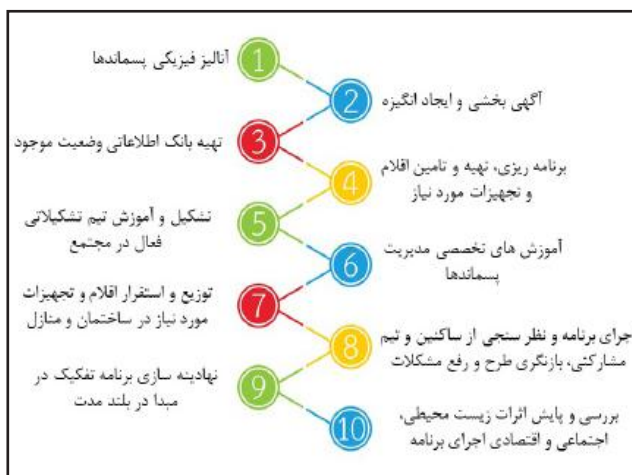 1
آنالیز فیزیکی پسماندها
2
آگهی بخشی و ایجاد انگیزه
3
تهیه بانک اطلاعاتی وضعیت موجود
4
برنامه ریزی، تهیه و تامین اقلام
و تجهیزات مورد نیاز
5
تشکیل و آموزش تیم تشکیلاتی
فعال در مجتمع
6
آموزش های تخصصی مدیریت
پسماندها
7
توزیع و استقرار اقلام و تجهیزات
مورد نیاز در ساختمان و منازل
8
جرای برنامه و نظر سنجی از ساکنین و تیم
مشارکتی، بازنگری طرح و رفع مشکلات
9
نهادینه سازی برنامه تفکیک در
مبدا در بلند مدت
10
بررسی و پایش اثرات زیست محیطی،
اجتماعی و اقتصادی اجرای برنامه